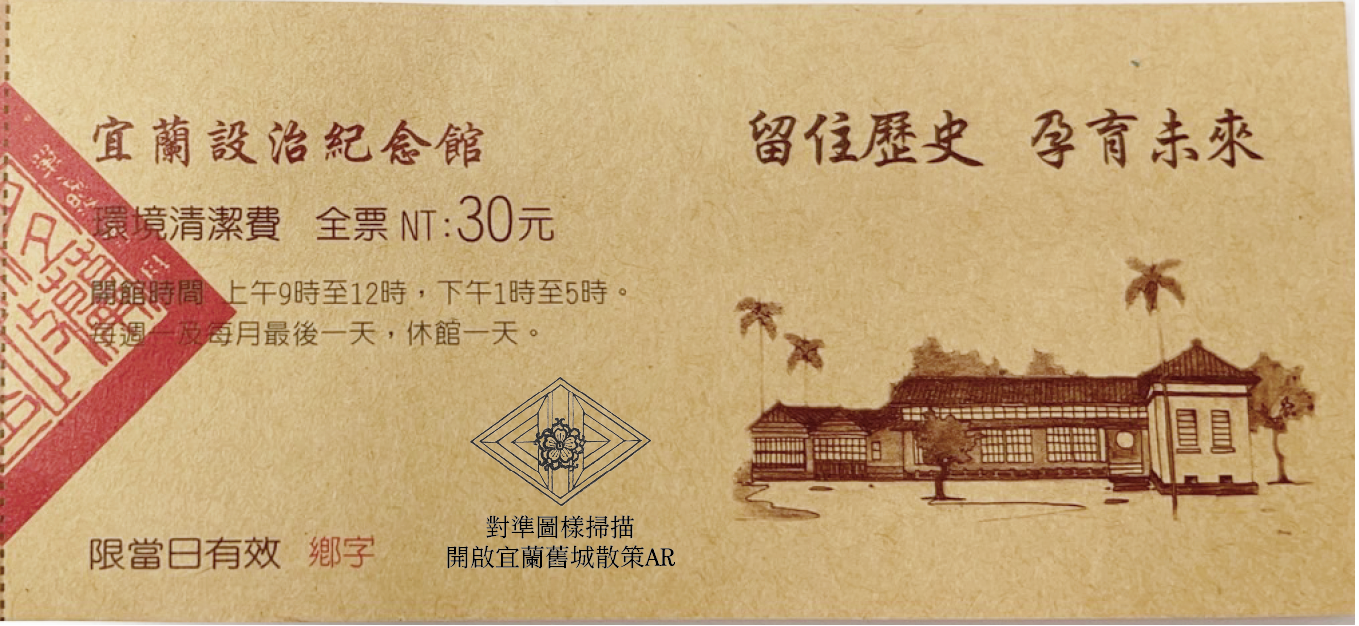 宜蘭設治紀念館
環境清潔費 全票 NT:30元
開館時間 上午9時至12時，下午1時至5時。
每週一及每月最後一天，休館一天。
限當日有效 鄉字
對準圖樣掃描
開啟宜蘭舊城散策AR
留住歷史 孕育未來